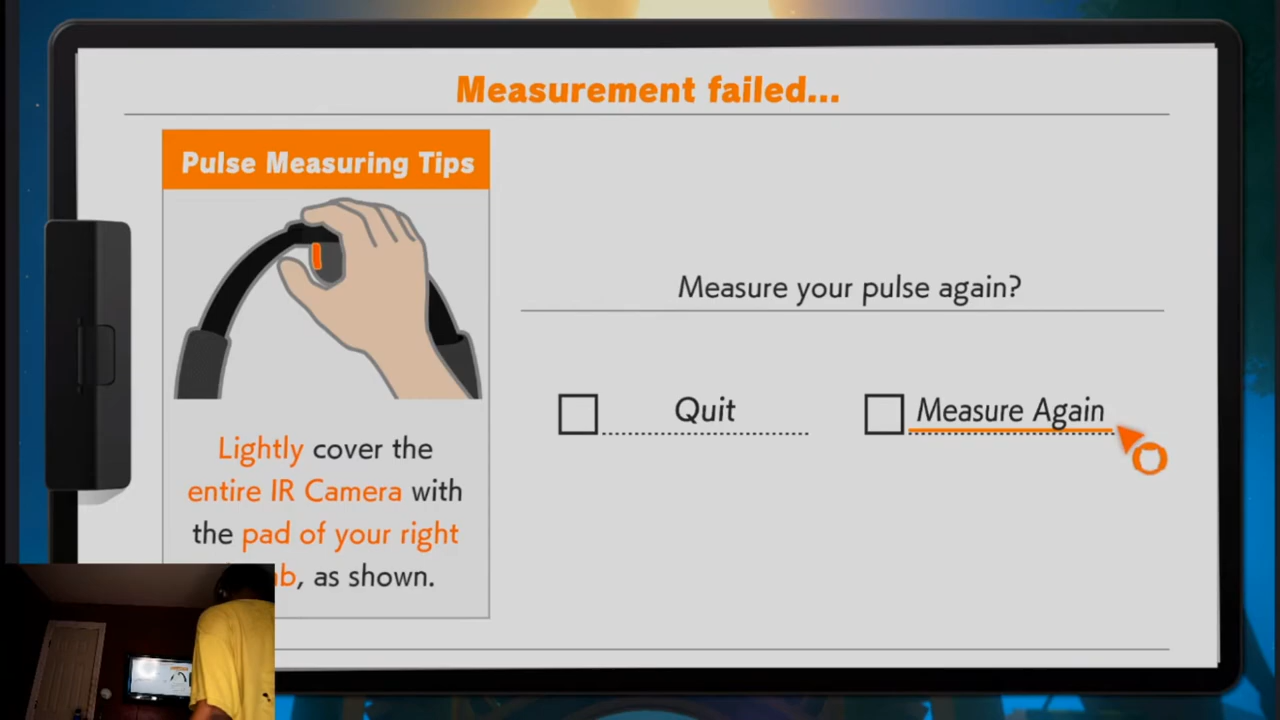 Measurement failed...
Pulse Measuring Tips
Lightly cover the
entire IR Camera with
the pad of your right
b, as shown.
Measure your pulse again?
Quit
Measure Again